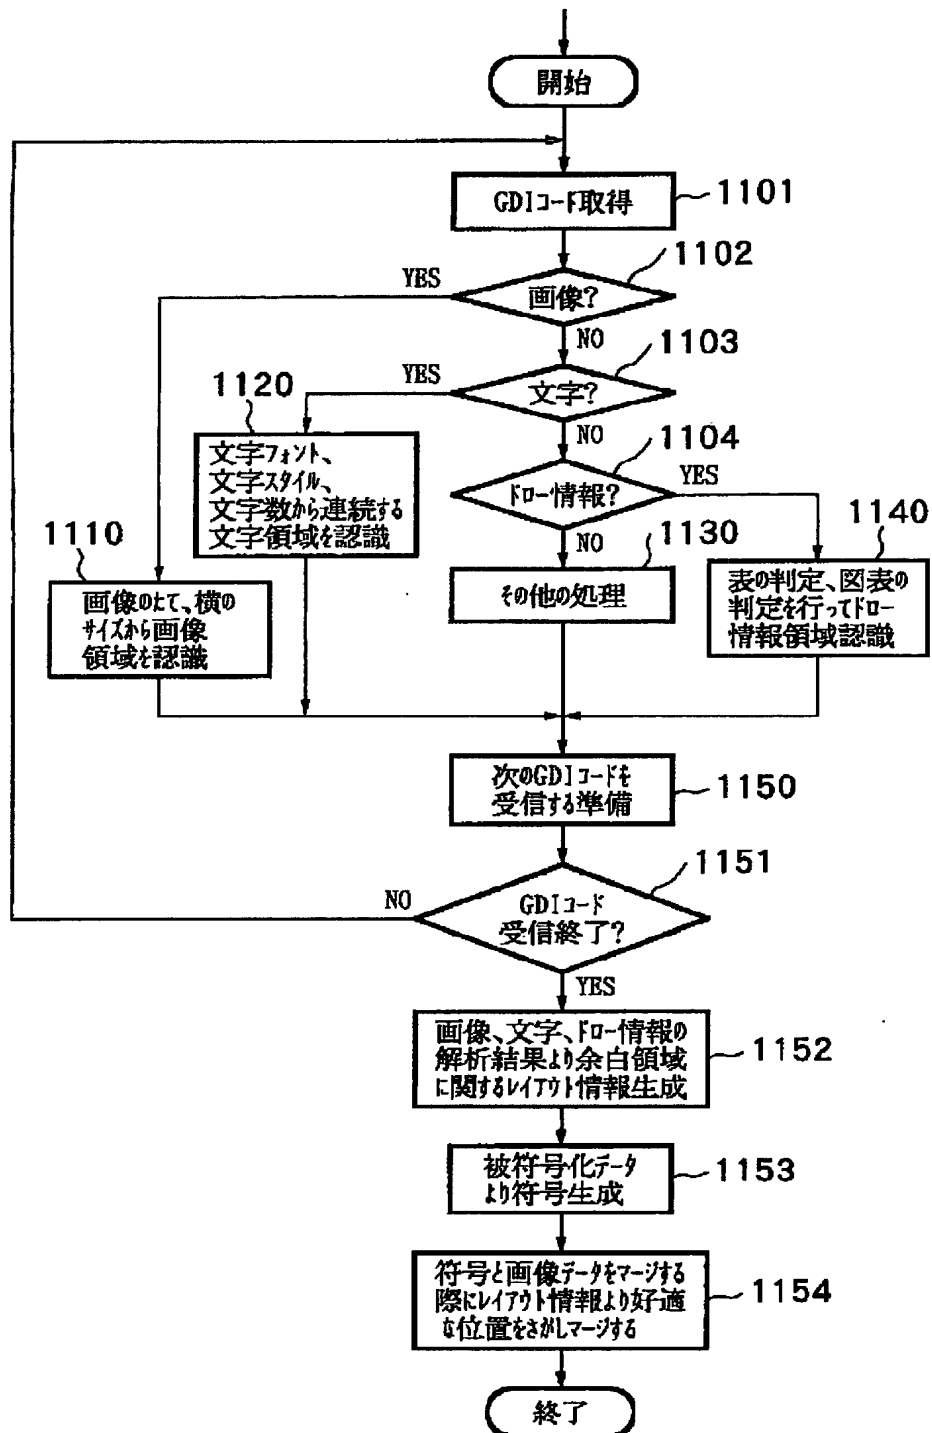 開始
GDIコード取得
1101
画像?
1102
YES
NO
文字?
1103
YES
NO
1120
文字フォント、
文字スタイル、
文字数から連続する
文字領域を認識
ドロー情報?
1104
YES
NO
1110
画像のたて、横の
サイズから画像
領域を認識
1130
その他の処理
1140
表の判定、図表の
判定を行ってドロー
情報領域認識
次のGDIコードを
受信する準備
1150
GDIコード
受信終了?
1151
NO
YES
画像、文字、ドロー情報の
解析結果より余白領域
に関するレイアウト情報生成
1152
被符号化データ
より符号生成
1153
符号と画像データをマージする
際にレイアウト情報より好適
な位置をさがしマージする
1154
終了